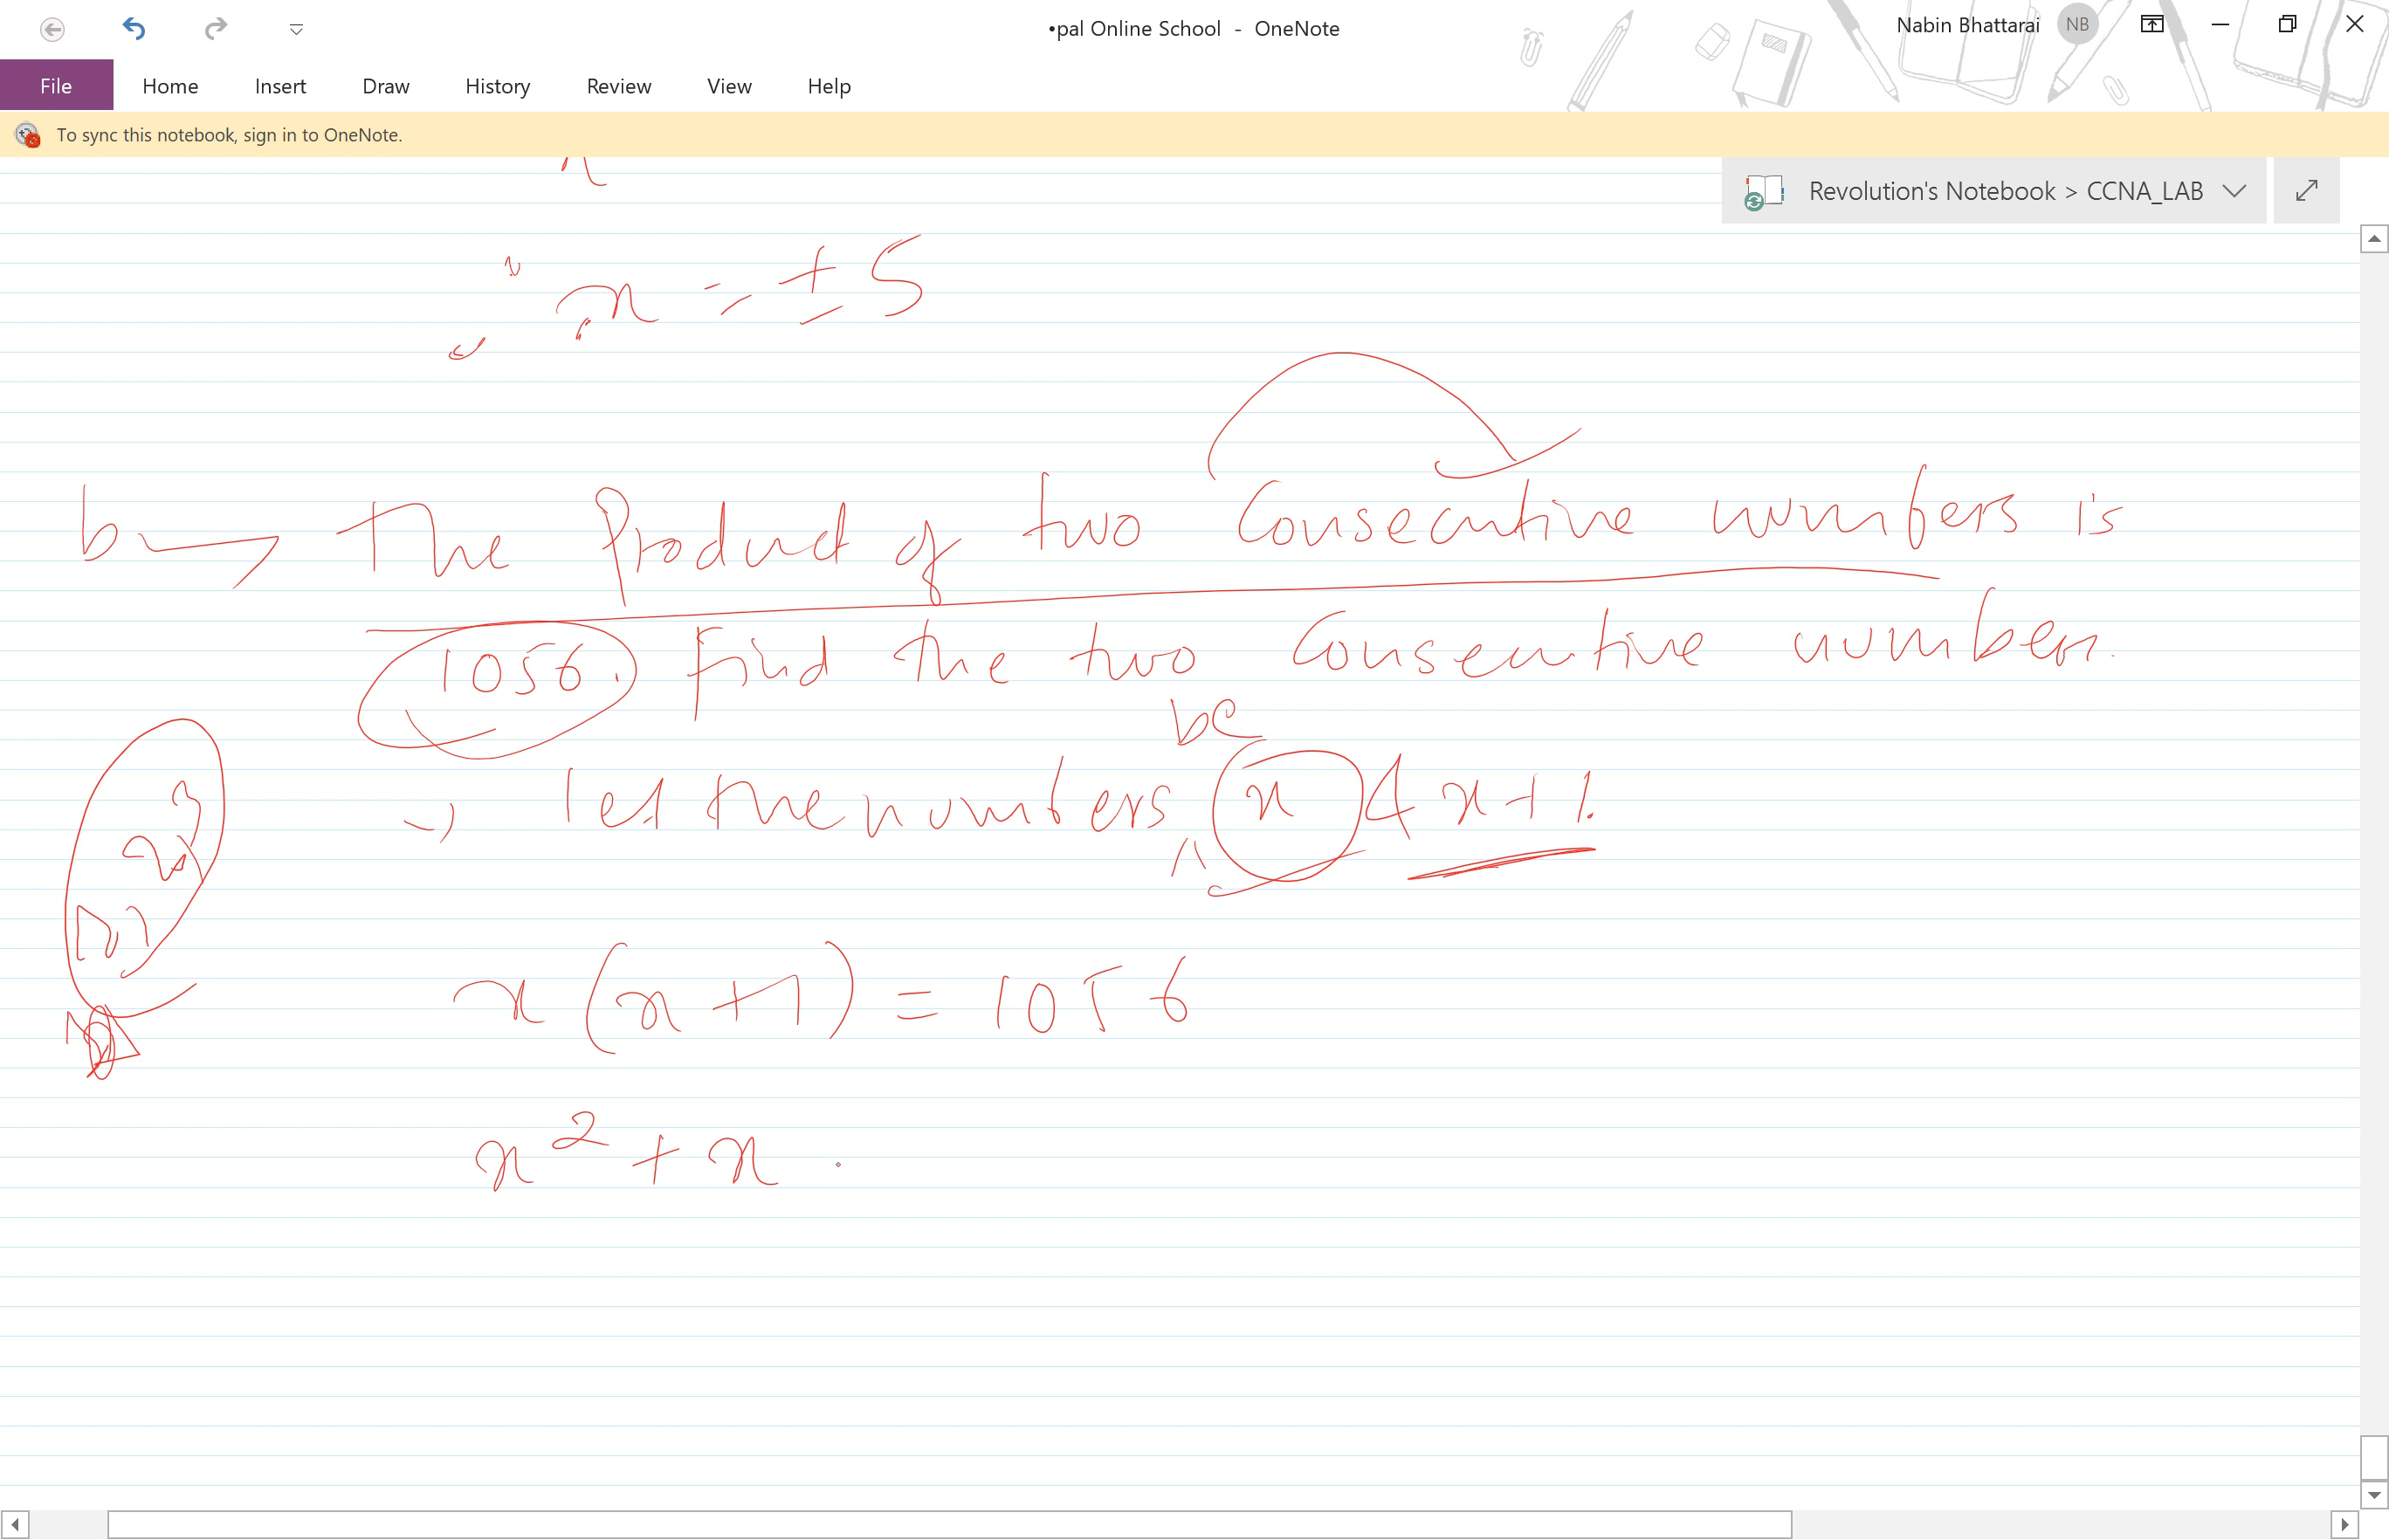 •pal Online School - OneNote
Nabin Bhattarai NB
File Home Insert Draw History Review View Help
To sync this notebook, sign in to OneNote.
Revolution's Notebook > CCNA_LAB
x = ± 5
b → The Product of two Consecutive numbers is
1056. Find the two Consecutive number.
be
let the numbers x & x+1.
x(x+1) = 1056
x² + x